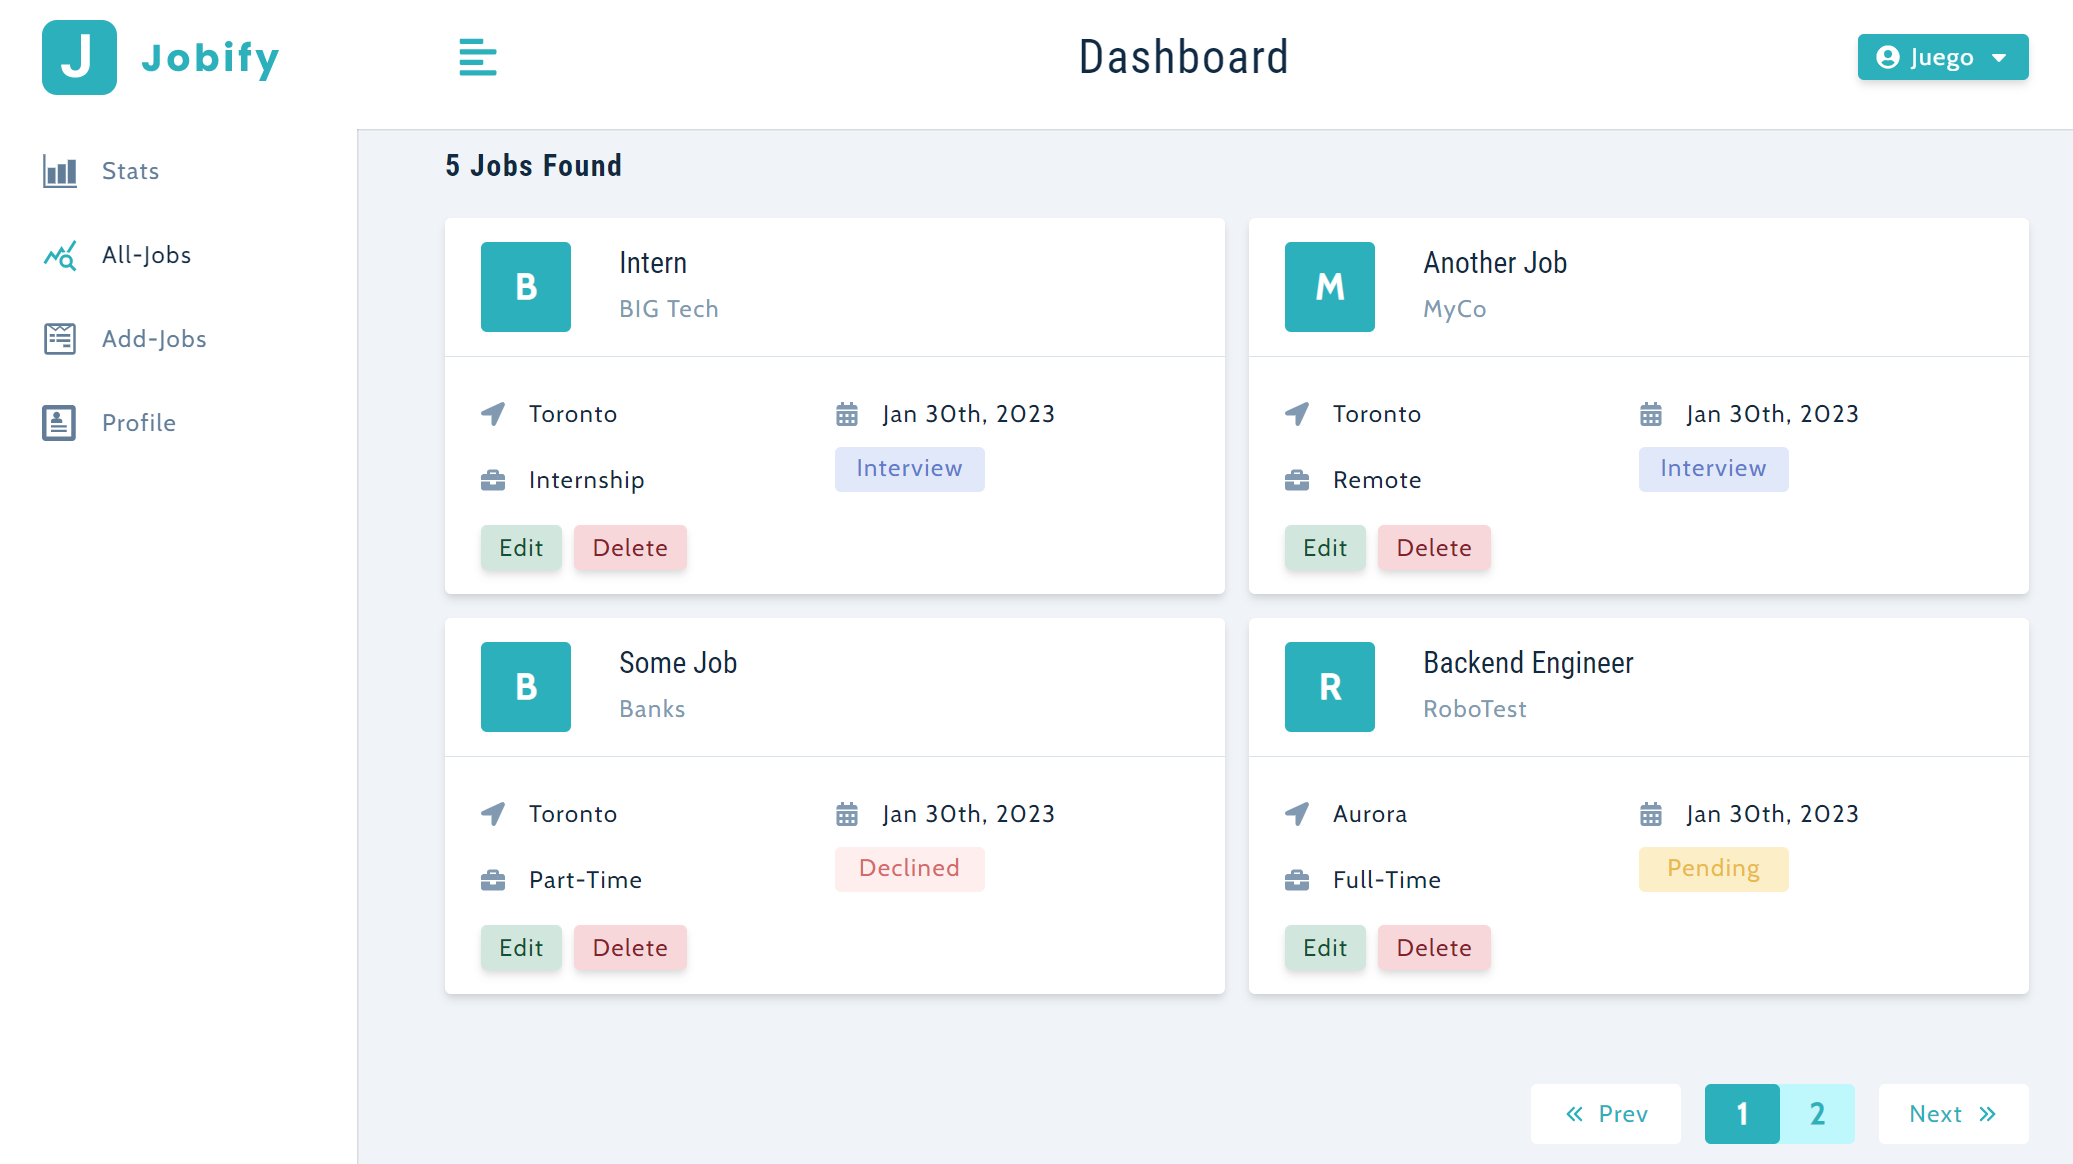 J Jobify
Dashboard
Juego
Stats
All-Jobs
Add-Jobs
Profile
5 Jobs Found
B
Intern
BIG Tech
Toronto
Jan 30th, 2023
Internship
Interview
Edit
Delete
M
Another Job
MyCo
Toronto
Jan 30th, 2023
Remote
Interview
Edit
Delete
B
Some Job
Banks
Toronto
Jan 30th, 2023
Part-Time
Declined
Edit
Delete
R
Backend Engineer
RoboTest
Aurora
Jan 30th, 2023
Full-Time
Pending
Edit
Delete
Prev
1
2
Next